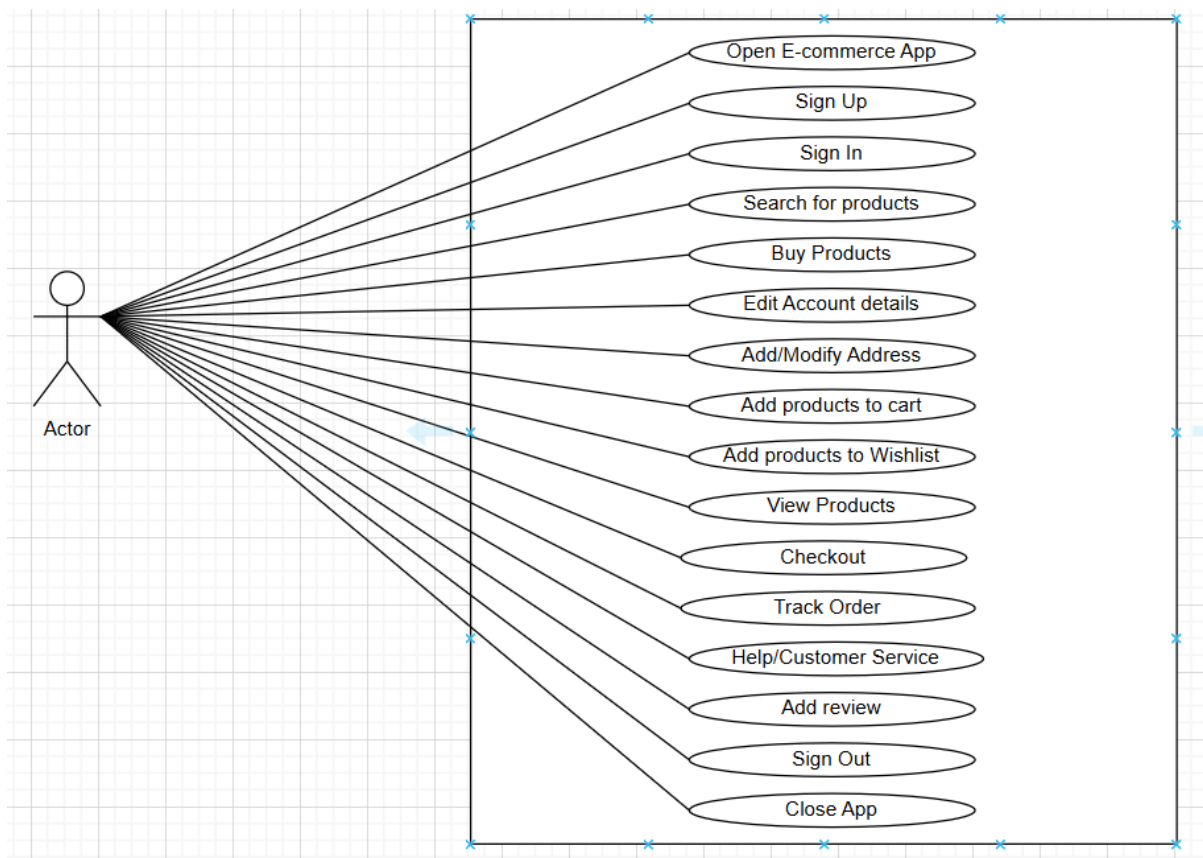 Open E-commerce App
Sign Up
Sign In
Search for products
Buy Products
Edit Account details
Add/Modify Address
Add products to cart
Actor
Add products to Wishlist
View Products
Checkout
Track Order
Help/Customer Service
Add review
Sign Out
Close App